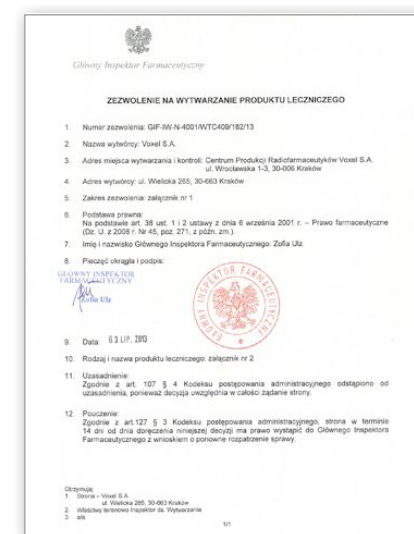 Główny Inspektor Farmaceutyczny
ZEZWOLENIE NA WYTWARZANIE PRODUKTU LECZNICZEGO
1. Numer zezwolenia: GIF-IW-N-4001/WTC409/182/13
2. Nazwa wytwórcy: Voxel S.A.
3. Adres miejsca wytwarzania i kontroli: Centrum Produkcji Radiofarmaceutyków Voxel S.A.
ul. Wrocławska 1-3, 30-006 Kraków
4. Adres wytwórcy: ul. Wielicka 265, 30-663 Kraków
5. Zakres zezwolenia: załącznik nr 1
6. Podstawa prawna:
Na podstawie art. 38 ust. 1 i 2 ustawy z dnia 6 września 2001 r. – Prawo farmaceutyczne
(Dz. U. z 2008 r. Nr 45, poz. 271, z późn. zm.).
7. Imię i nazwisko Głównego Inspektora Farmaceutycznego: Zofia Ulz
8. Pieczęć okrągła i podpis:
GŁÓWNY INSPEKTOR
FARMACEUTYCZNY
Zofia Ulz
GŁÓWNY INSPEKTOR FARMACEUTYCZNY
9. Data: 03 LIP. 2013
10. Rodzaj i nazwa produktu leczniczego: załącznik nr 2
11. Uzasadnienie:
Zgodnie z art. 107 § 4 Kodeksu postępowania administracyjnego odstąpiono od
uzasadnienia, ponieważ decyzja uwzględnia w całości żądanie strony.
12. Pouczenie:
Zgodnie z art.127 § 3 Kodeksu postępowania administracyjnego, strona w terminie
14 dni od dnia doręczenia niniejszej decyzji ma prawo wystąpić do Głównego Inspektora
Farmaceutycznego z wnioskiem o ponowne rozpatrzenie sprawy.
Otrzymują:
1. Strona – Voxel S.A.
ul. Wielicka 265, 30-663 Kraków
2. Właściwy terenowo Inspektor ds. Wytwarzania
3. a/a
1/1